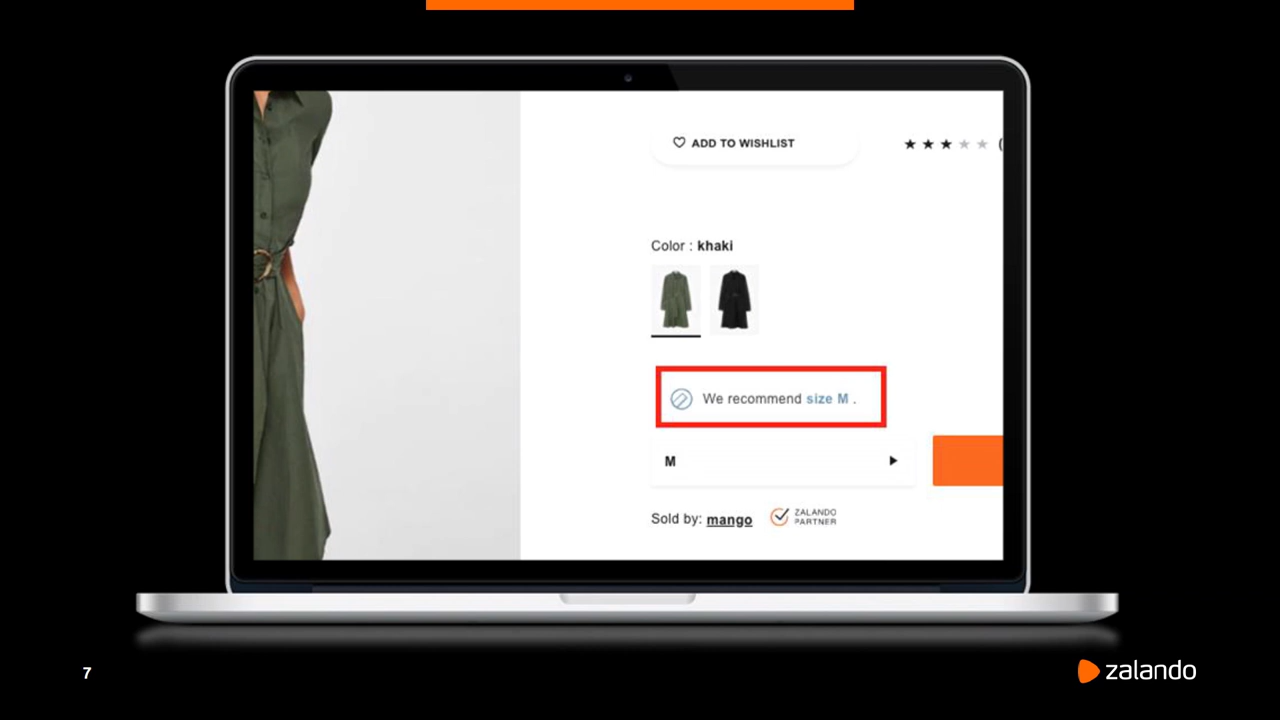 ADD TO WISHLIST
(
Color : khaki
We recommend size M .
M
Sold by: mango
ZALANDO
PARTNER
7
zalando